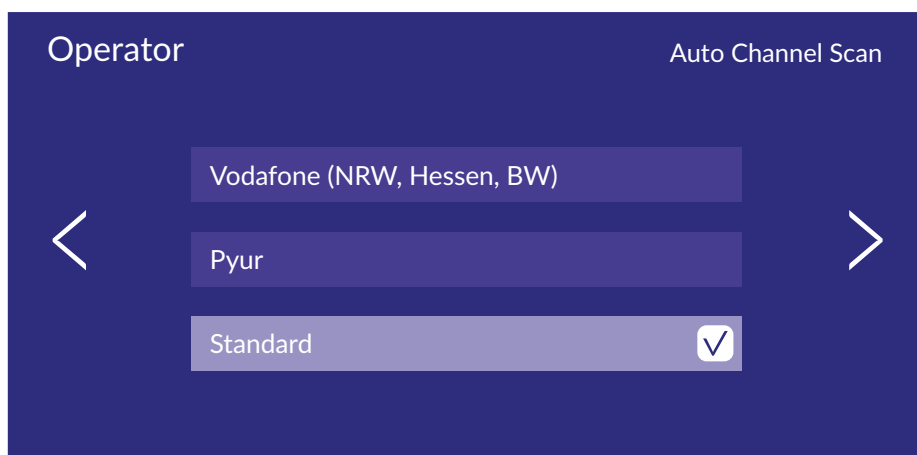 Operator
Auto Channel Scan
Vodafone (NRW, Hessen, BW)
Pyur
Standard